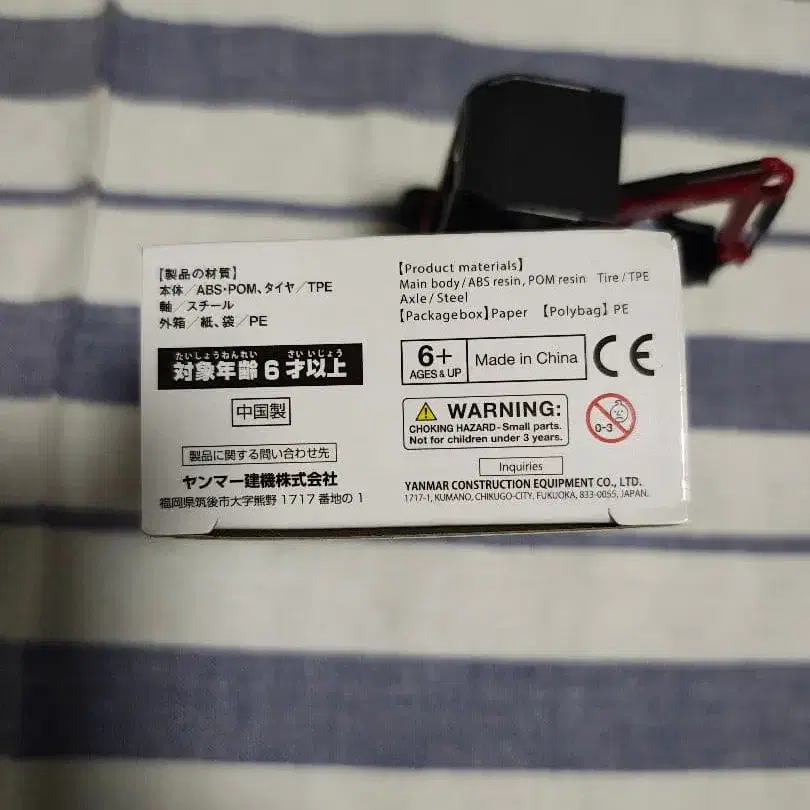 【製品の材質】
本体／ABS・POM、タイヤ／TPE
軸／スチール
外箱／紙、袋／PE
たいしょうねんれい さいいじょう
対象年齢6才以上
中国製
製品に関する問い合わせ先
ヤンマー建機株式会社
福岡県筑後市大字熊野1717番地の1
【Product materials】
Main body/ABS resin, POM resin Tire/TPE
Axle/Steel
【Packagebox】Paper 【Polybag】PE
6+
AGES & UP
Made in China
CE
WARNING:
CHOKING HAZARD-Small parts.
Not for children under 3 years.
0-3
Inquiries
YANMAR CONSTRUCTION EQUIPMENT CO., LTD.
1717-1, KUMANO, CHIKUGO-CITY, FUKUOKA, 833-0055, JAPAN.